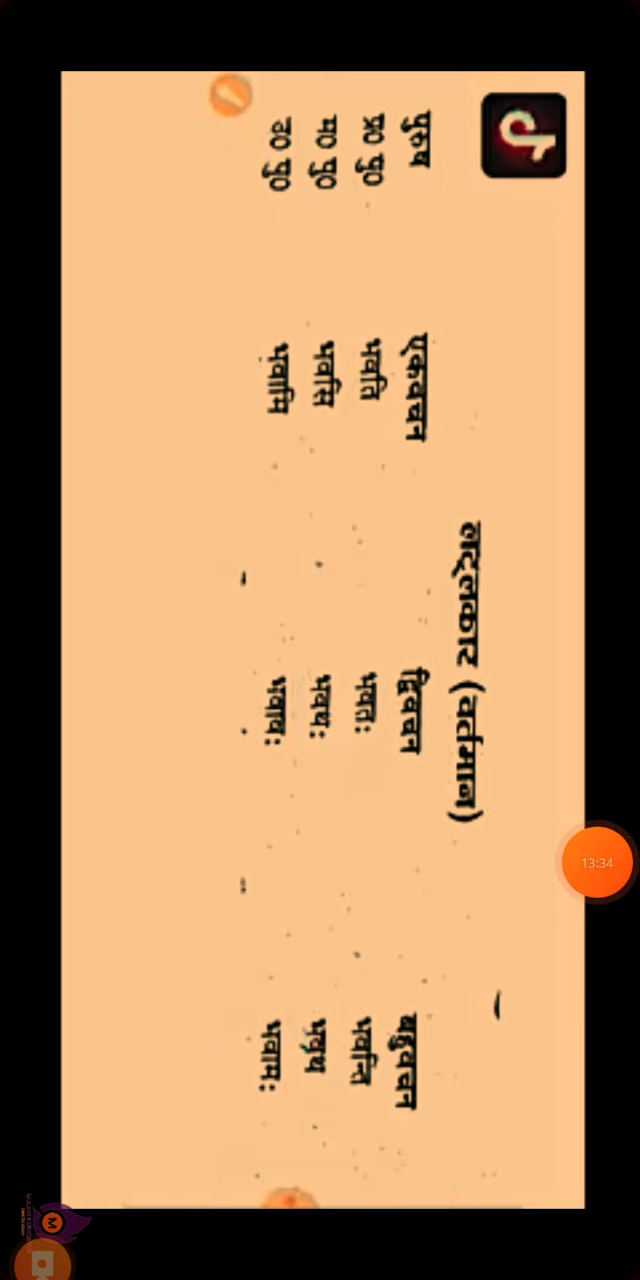 लट्लकार (वर्तमान)
पुरुष एकवचन द्विवचन बहुवचन
प्र० पु० भवति भवतः भवन्ति
म० पु० भवसि भवथः भवथ
उ० पु० भवामि भवावः भवामः
13:34
M